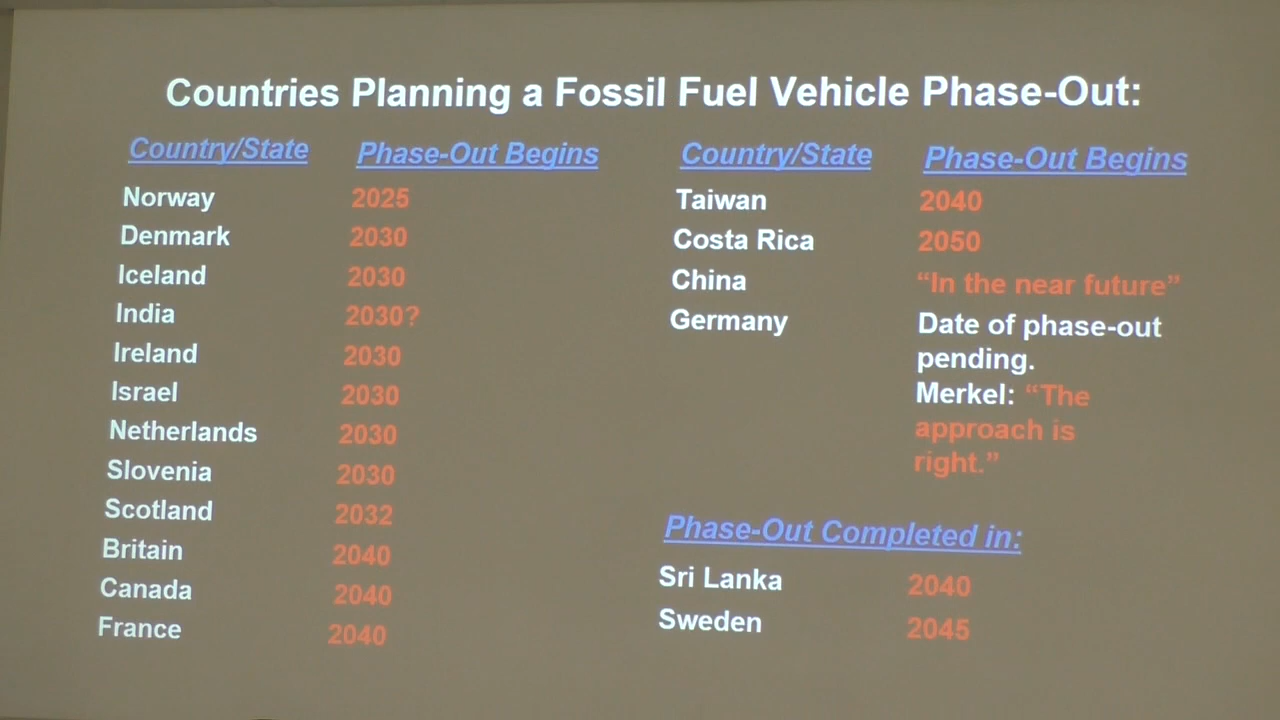 Countries Planning a Fossil Fuel Vehicle Phase-Out:
Country/State Phase-Out Begins
Norway 2025
Denmark 2030
Iceland 2030
India 2030?
Ireland 2030
Israel 2030
Netherlands 2030
Slovenia 2030
Scotland 2032
Britain 2040
Canada 2040
France 2040
Country/State Phase-Out Begins
Taiwan 2040
Costa Rica 2050
China “In the near future”
Germany Date of phase-out
pending.
Merkel: “The
approach is
right.”
Phase-Out Completed in:
Sri Lanka 2040
Sweden 2045